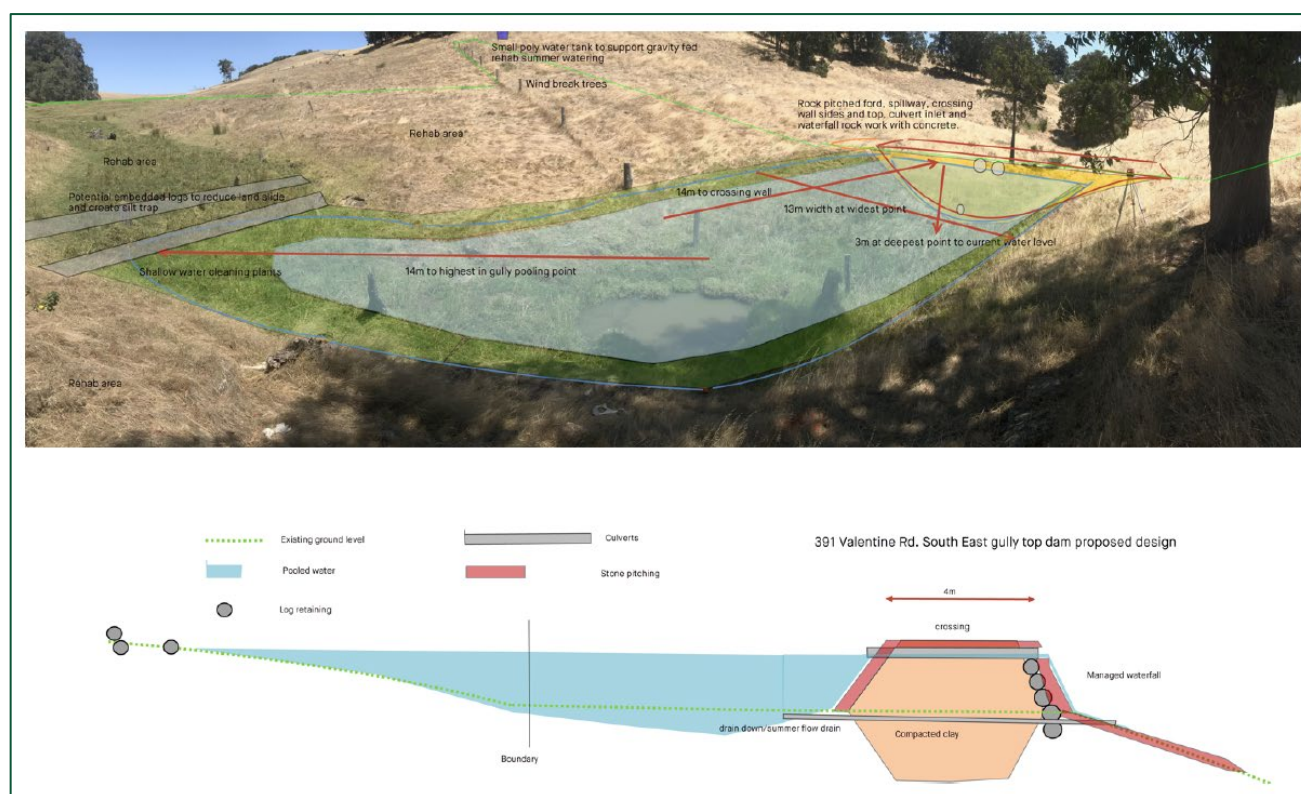 Small poly water tank to support gravity fed
rehab summer watering
Wind break trees
Rock pitched ford, spillway, crossing
wall sides and top, culvert inlet and
waterfall rock work with concrete.
Rehab area
Rehab area
Potential embedded logs to reduce land slide
and create silt trap
14m to crossing wall
13m width at widest point
3m at deepest point to current water level
Shallow water cleaning plants
14m to highest in gully pooling point
Rehab area
Existing ground level
Culverts
391 Valentine Rd. South East gully top dam proposed design
Pooled water
Stone pitching
4m
Log retaining
crossing
Managed waterfall
drain down/summer flow drain
Compacted clay
Boundary